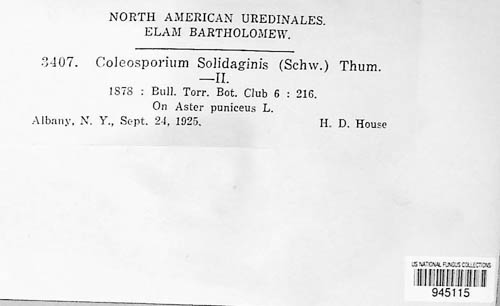 NORTH AMERICAN UREDINALES.
ELAM BARTHOLOMEW.
3407. Coleosporium Solidaginis (Schw.) Thum.
—II.
1878 : Bull. Torr. Bot. Club 6 : 216.
On Aster puniceus L.
Albany, N. Y., Sept. 24, 1925. H. D. House
US NATIONAL FUNGUS COLLECTIONS
945115